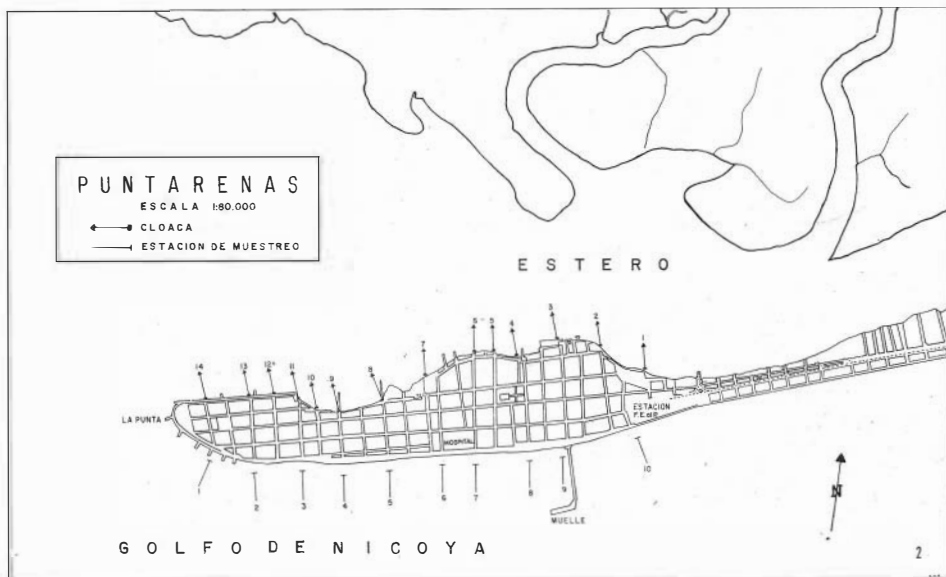 PUNTARENAS
ESCALA 1:80.000
CLOACA
ESTACION DE MUESTREO
ESTERO
3
2
1
4
5
7
8
9
10
11
12
13
14
LA PUNTA
HOSPITAL
ESTACION
1
2
3
4
5
6
7
8
9
10
MUELLE
N
GOLFO DE NICOYA
2